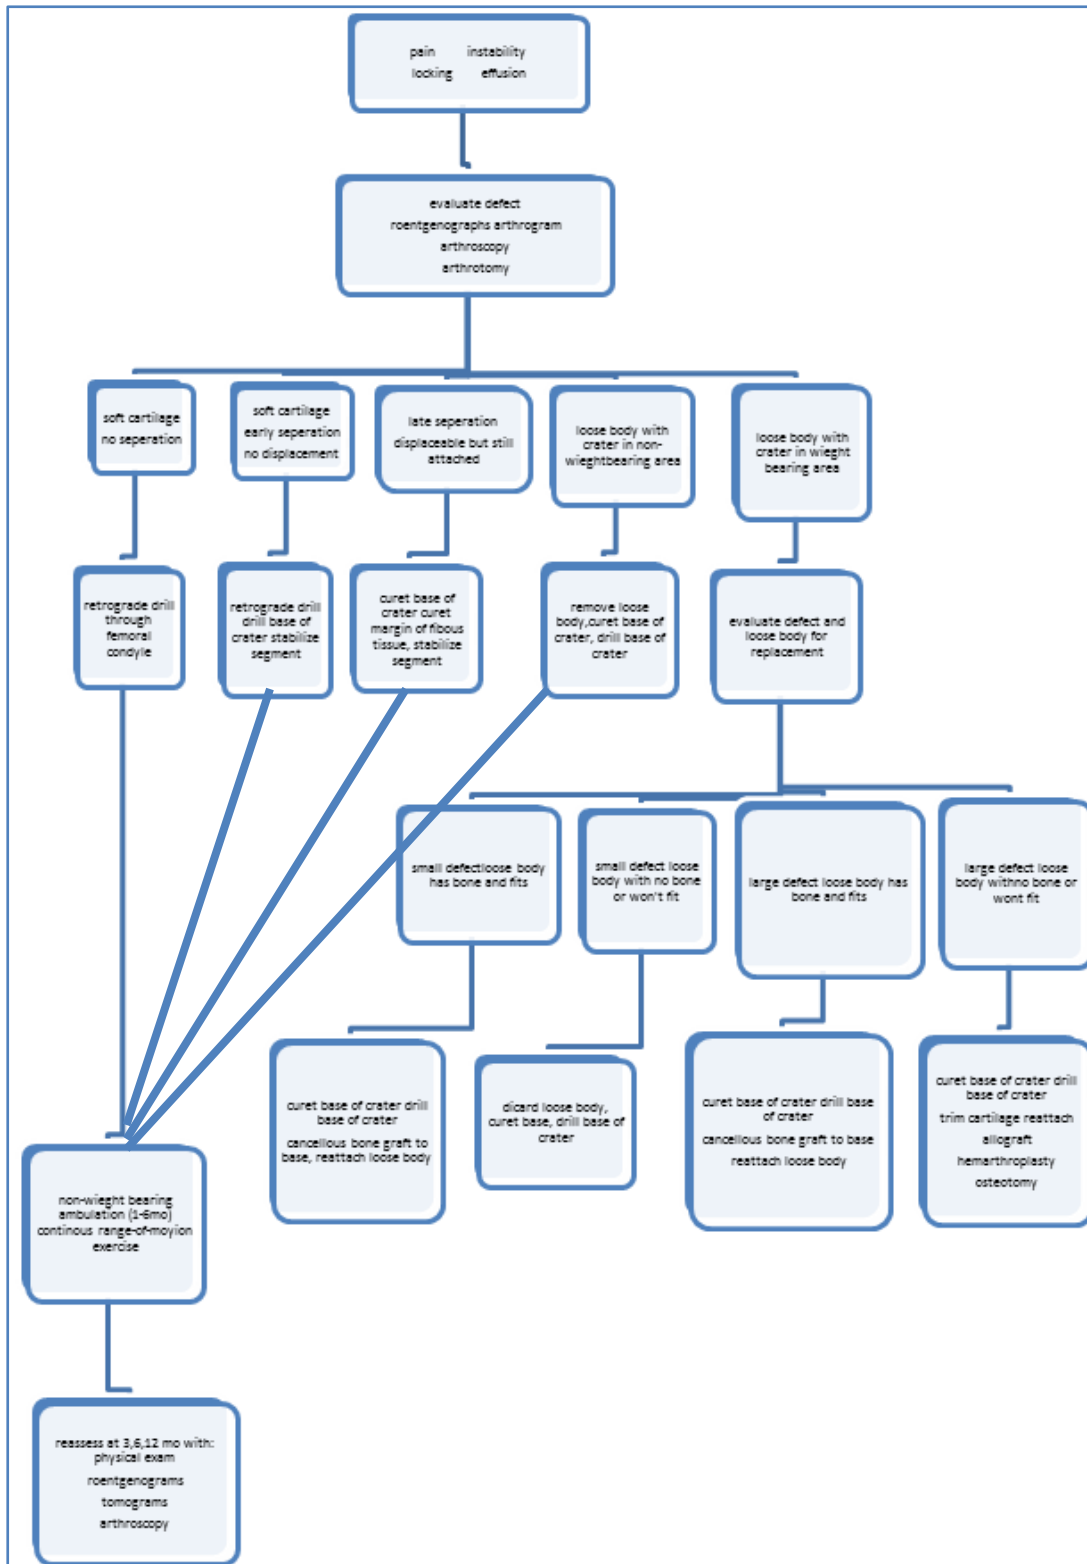 pain instability
locking effusion
evaluate defect
roentgenographs arthrogram
arthroscopy
arthrotomy
soft cartilage
no seperation
soft cartilage
early seperation
no displacement
late seperation
displaceable but still
attached
loose body with
crater in non-
wieghtbearing area
loose body with
crater in wieght
bearing area
retrograde drill
through
femoral
condyle
retrograde drill
drill base of
crater stabilize
segment
curet base of
crater curet
margin of fibous
tissue, stabilize
segment
remove loose
body,curet base of
crater, drill base of
crater
evaluate defect and
loose body for
replacement
small defectloose body
has bone and fits
small defect loose
body with no bone
or won't fit
large defect loose body has
bone and fits
large defect loose
body withno bone or
wont fit
curet base of crater drill
base of crater
cancellous bone graft to
base, reattach loose body
dicard loose body,
curet base, drill base of
crater
curet base of crater drill base
of crater
cancellous bone graft to base
reattach loose body
curet base of crater drill
base of crater
trim cartilage reattach
allograft
hemarthroplasty
osteotomy
non-wieght bearing
ambulation (1-6mo)
continous range-of-moyion
exercise
reassess at 3,6,12 mo with:
physical exam
roentgenograms
tomograms
arthroscopy